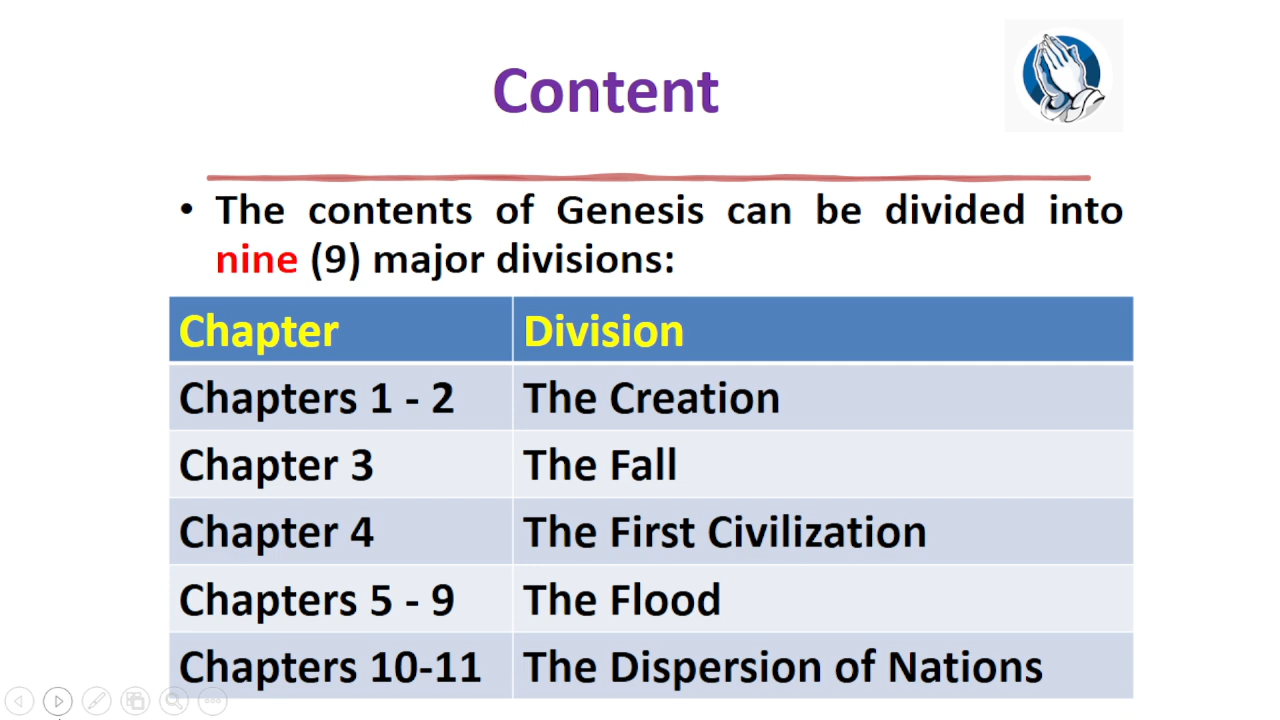 Content
• The contents of Genesis can be divided into
nine (9) major divisions:
Chapter Division
Chapters 1 - 2 The Creation
Chapter 3 The Fall
Chapter 4 The First Civilization
Chapters 5 - 9 The Flood
Chapters 10-11 The Dispersion of Nations